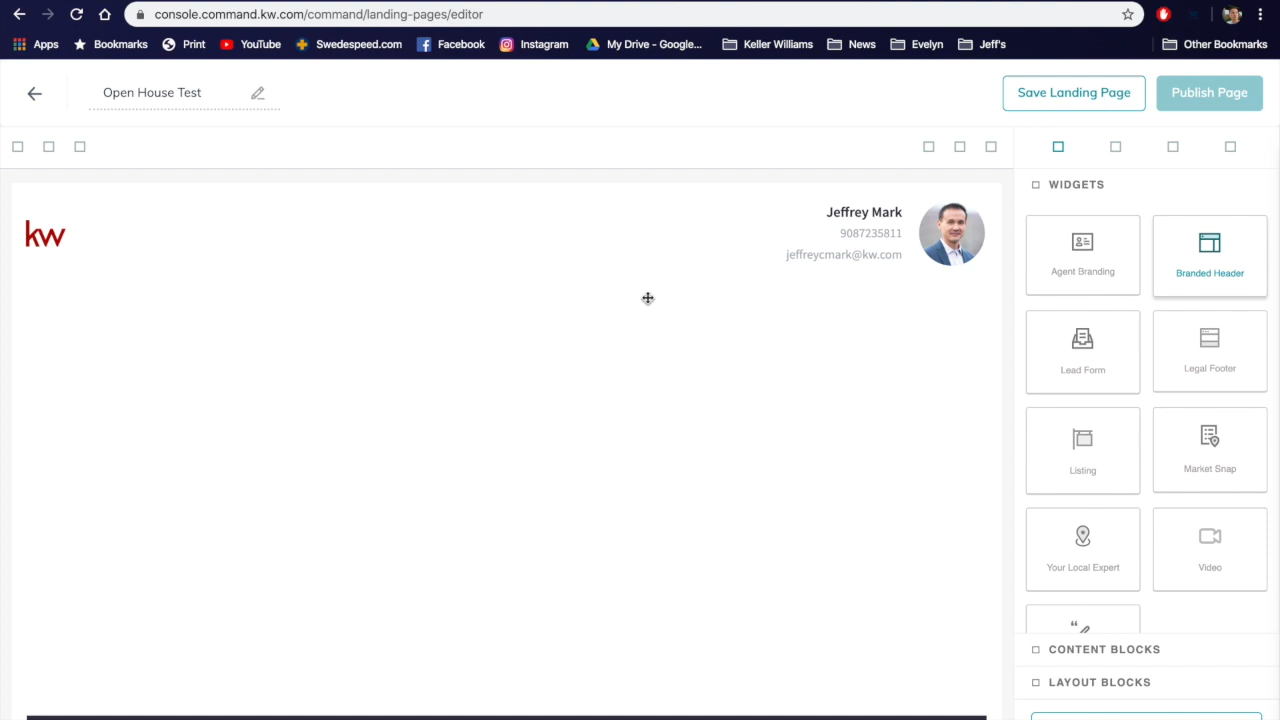 console.command.kw.com/command/landing-pages/editor
Apps Bookmarks Print YouTube Swedespeed.com Facebook Instagram My Drive - Google... Keller Williams News Evelyn Jeff's Other Bookmarks
Open House Test
Save Landing Page
Publish Page
kw
Jeffrey Mark
9087235811
jeffreycmark@kw.com
WIDGETS
Agent Branding
Branded Header
Lead Form
Legal Footer
Listing
Market Snap
Your Local Expert
Video
CONTENT BLOCKS
LAYOUT BLOCKS